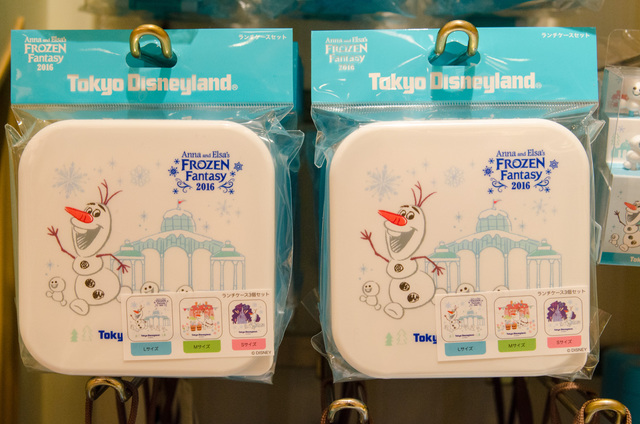 ランチケースセット
Anna and Elsa's
FROZEN
Fantasy
2016
Tokyo Disneyland®
Anna and Elsa's
FROZEN
Fantasy
2016
Tokyo
ランチケース3個セット
Lサイズ
Mサイズ
Sサイズ
©DISNEY
ランチケースセット
Anna and Elsa's
FROZEN
Fantasy
2016
Tokyo Disneyland®
Anna and Elsa's
FROZEN
Fantasy
2016
Tokyo
ランチケース3個セット
Lサイズ
Mサイズ
Sサイズ
©DISNEY